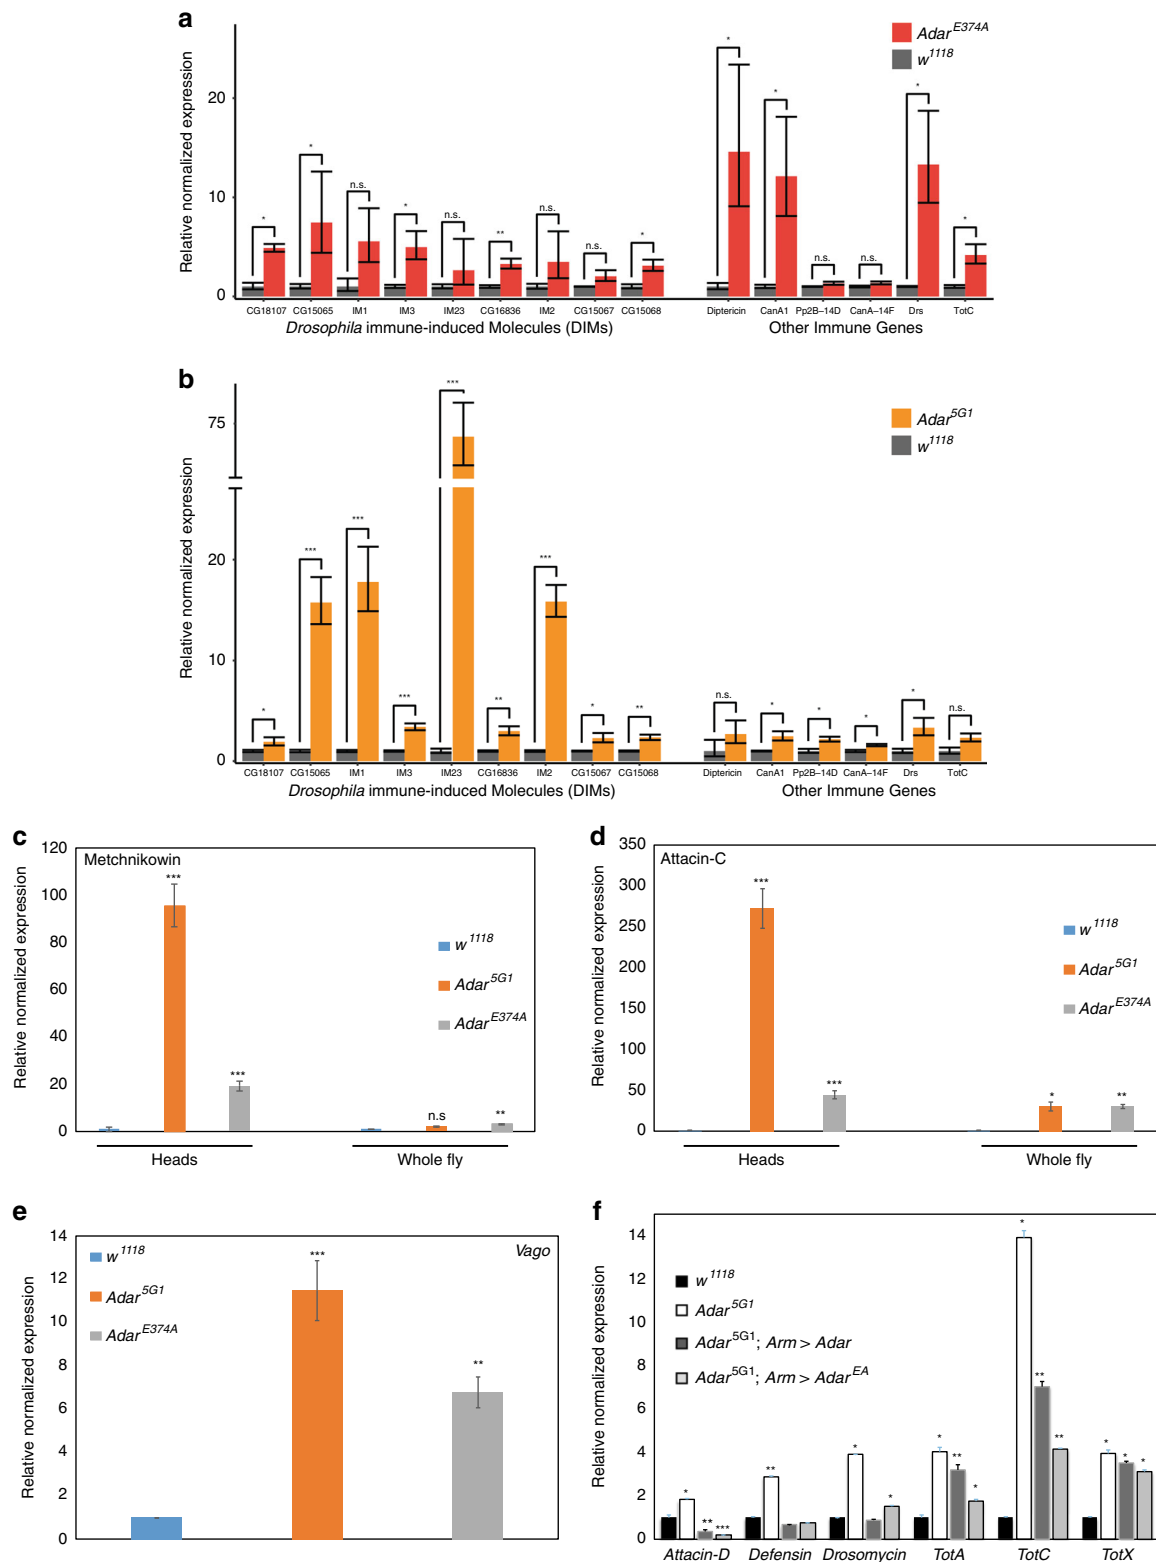 a
Relative normalized expression
20
10
0
Adar^E374A
w^1118
* * n.s. * n.s. ** n.s. n.s. * * * n.s. n.s. * *
CG18107 CG15065 IM1 IM3 IM23 CG16836 IM2 CG15067 CG15068 Diptericin CanA1 Pp2B–14D CanA–14F Drs TotC
Drosophila immune-induced Molecules (DIMs) Other Immune Genes
b
Relative normalized expression
75
20
10
0
Adar^5G1
w^1118
* *** *** *** *** ** *** * ** n.s. * * * * n.s.
CG18107 CG15065 IM1 IM3 IM23 CG16836 IM2 CG15067 CG15068 Diptericin CanA1 Pp2B–14D CanA–14F Drs TotC
Drosophila immune-induced Molecules (DIMs) Other Immune Genes
c
Relative normalized expression
120
100
80
60
40
20
0
Metchnikowin
w^1118
Adar^5G1
Adar^E374A
*** *** n.s **
Heads Whole fly
d
Relative normalized expression
350
300
250
200
150
100
50
0
Attacin-C
w^1118
Adar^5G1
Adar^E374A
*** *** * **
Heads Whole fly
e
Relative normalized expression
14
12
10
8
6
4
2
0
Vago
w^1118
Adar^5G1
Adar^E374A
*** **
f
Relative normalized expression
14
12
10
8
6
4
2
0
w^1118
Adar^5G1
Adar^5G1; Arm > Adar
Adar^5G1; Arm > Adar^EA
* ** *** ** * * * ** * * ** ** * * *
Attacin-D Defensin Drosomycin TotA TotC TotX